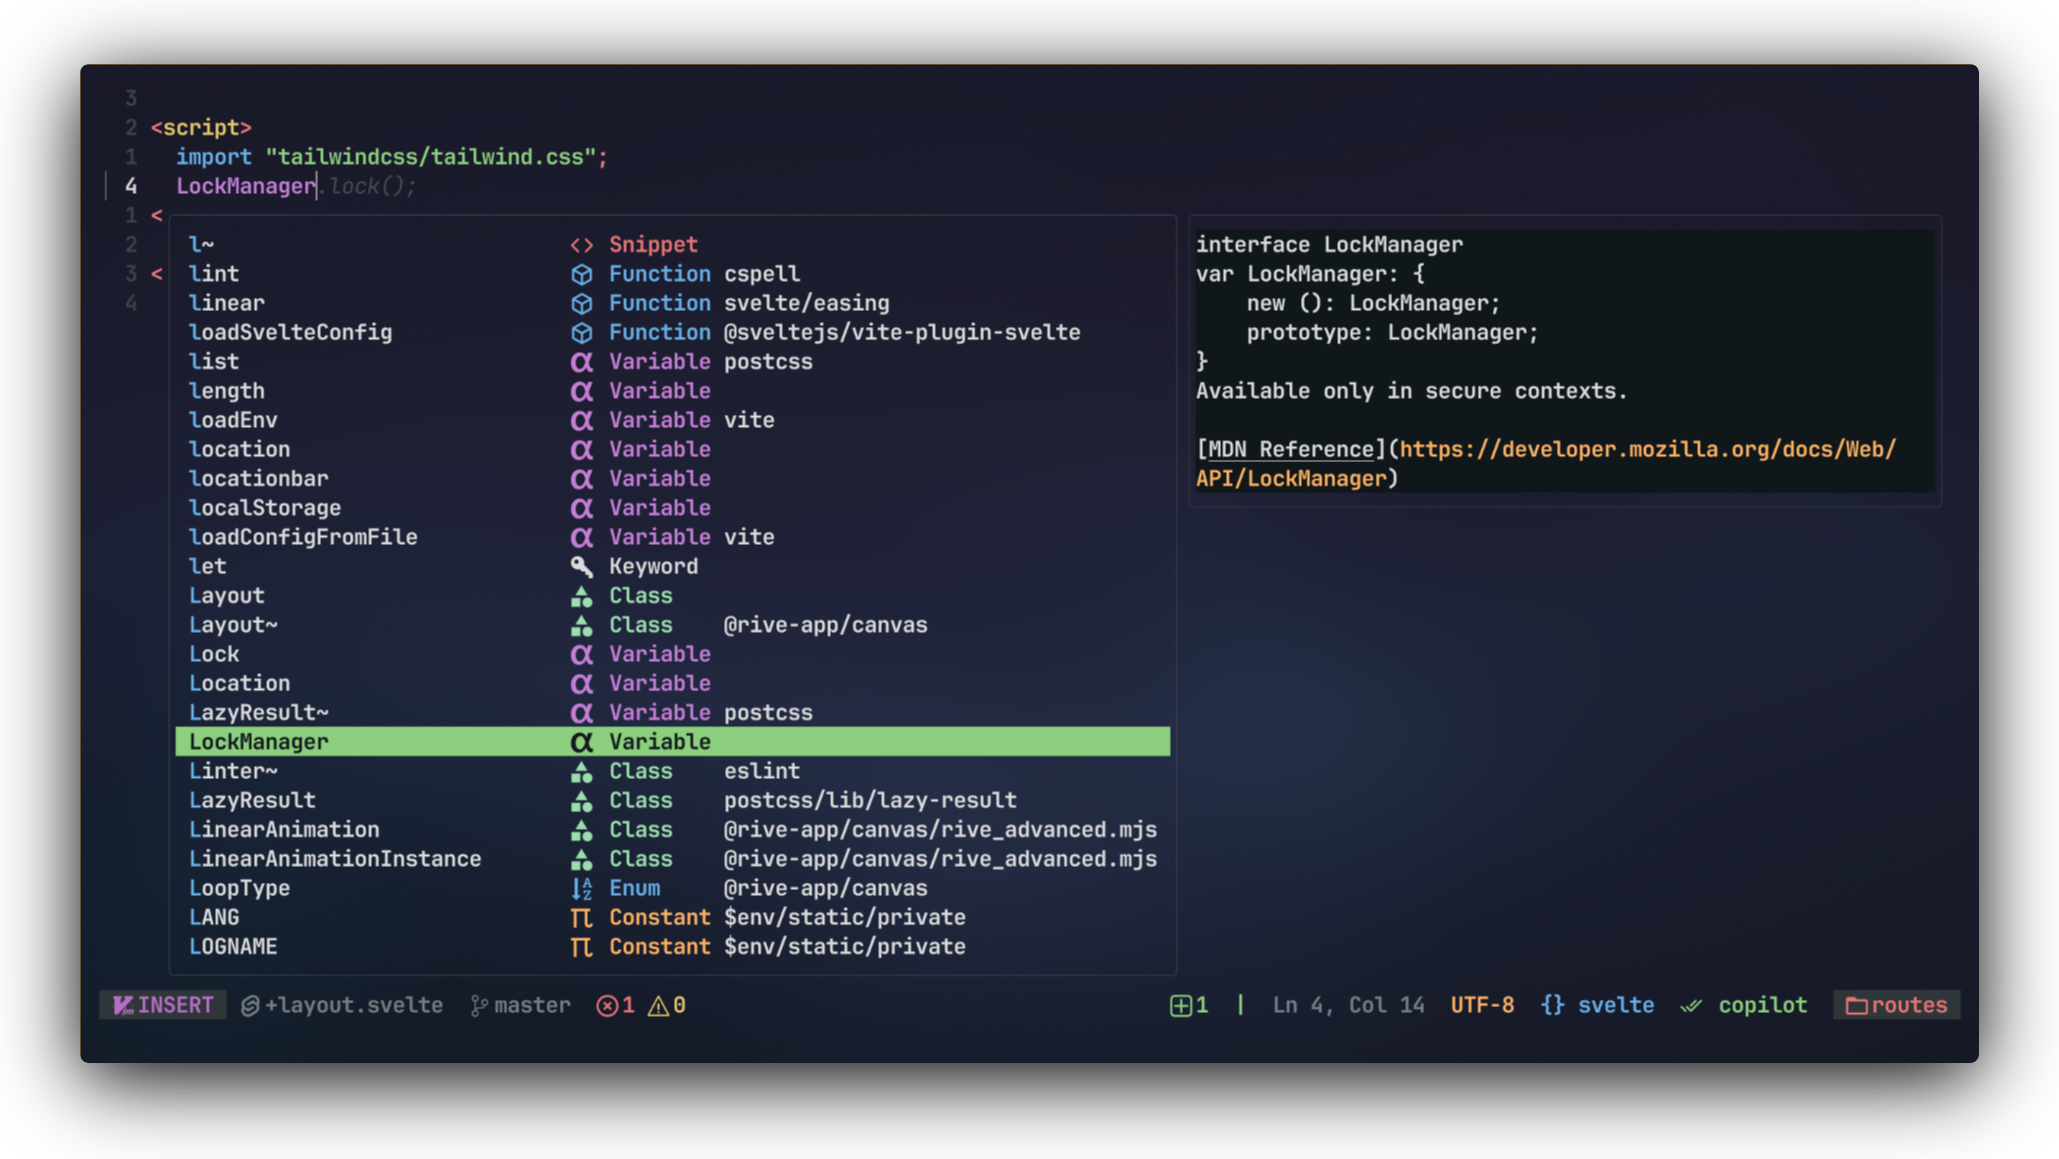 3
2 <script>
1 import "tailwindcss/tailwind.css";
4 LockManager.lock();
1 <
2
3 <
4
l~ <> Snippet
lint Function cspell
linear Function svelte/easing
loadSvelteConfig Function @sveltejs/vite-plugin-svelte
list α Variable postcss
length α Variable
loadEnv α Variable vite
location α Variable
locationbar α Variable
localStorage α Variable
loadConfigFromFile α Variable vite
let Keyword
Layout Class
Layout~ Class @rive-app/canvas
Lock α Variable
Location α Variable
LazyResult~ α Variable postcss
LockManager α Variable
Linter~ Class eslint
LazyResult Class postcss/lib/lazy-result
LinearAnimation Class @rive-app/canvas/rive_advanced.mjs
LinearAnimationInstance Class @rive-app/canvas/rive_advanced.mjs
LoopType Enum @rive-app/canvas
LANG π Constant $env/static/private
LOGNAME π Constant $env/static/private
interface LockManager
var LockManager: {
new (): LockManager;
prototype: LockManager;
}
Available only in secure contexts.
[MDN Reference](https://developer.mozilla.org/docs/Web/
API/LockManager)
INSERT +layout.svelte master 1 0 1 | Ln 4, Col 14 UTF-8 {} svelte copilot routes